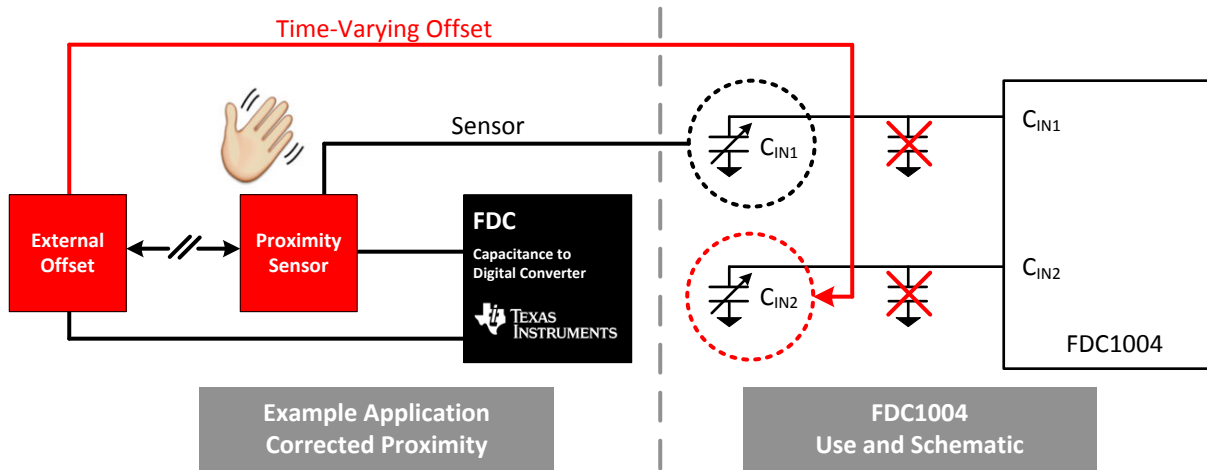 Time-Varying Offset
Sensor
External
Offset
Proximity
Sensor
FDC
Capacitance to
Digital Converter
TEXAS
INSTRUMENTS
Example Application
Corrected Proximity
CIN1
CIN1
CIN2
CIN2
FDC1004
FDC1004
Use and Schematic